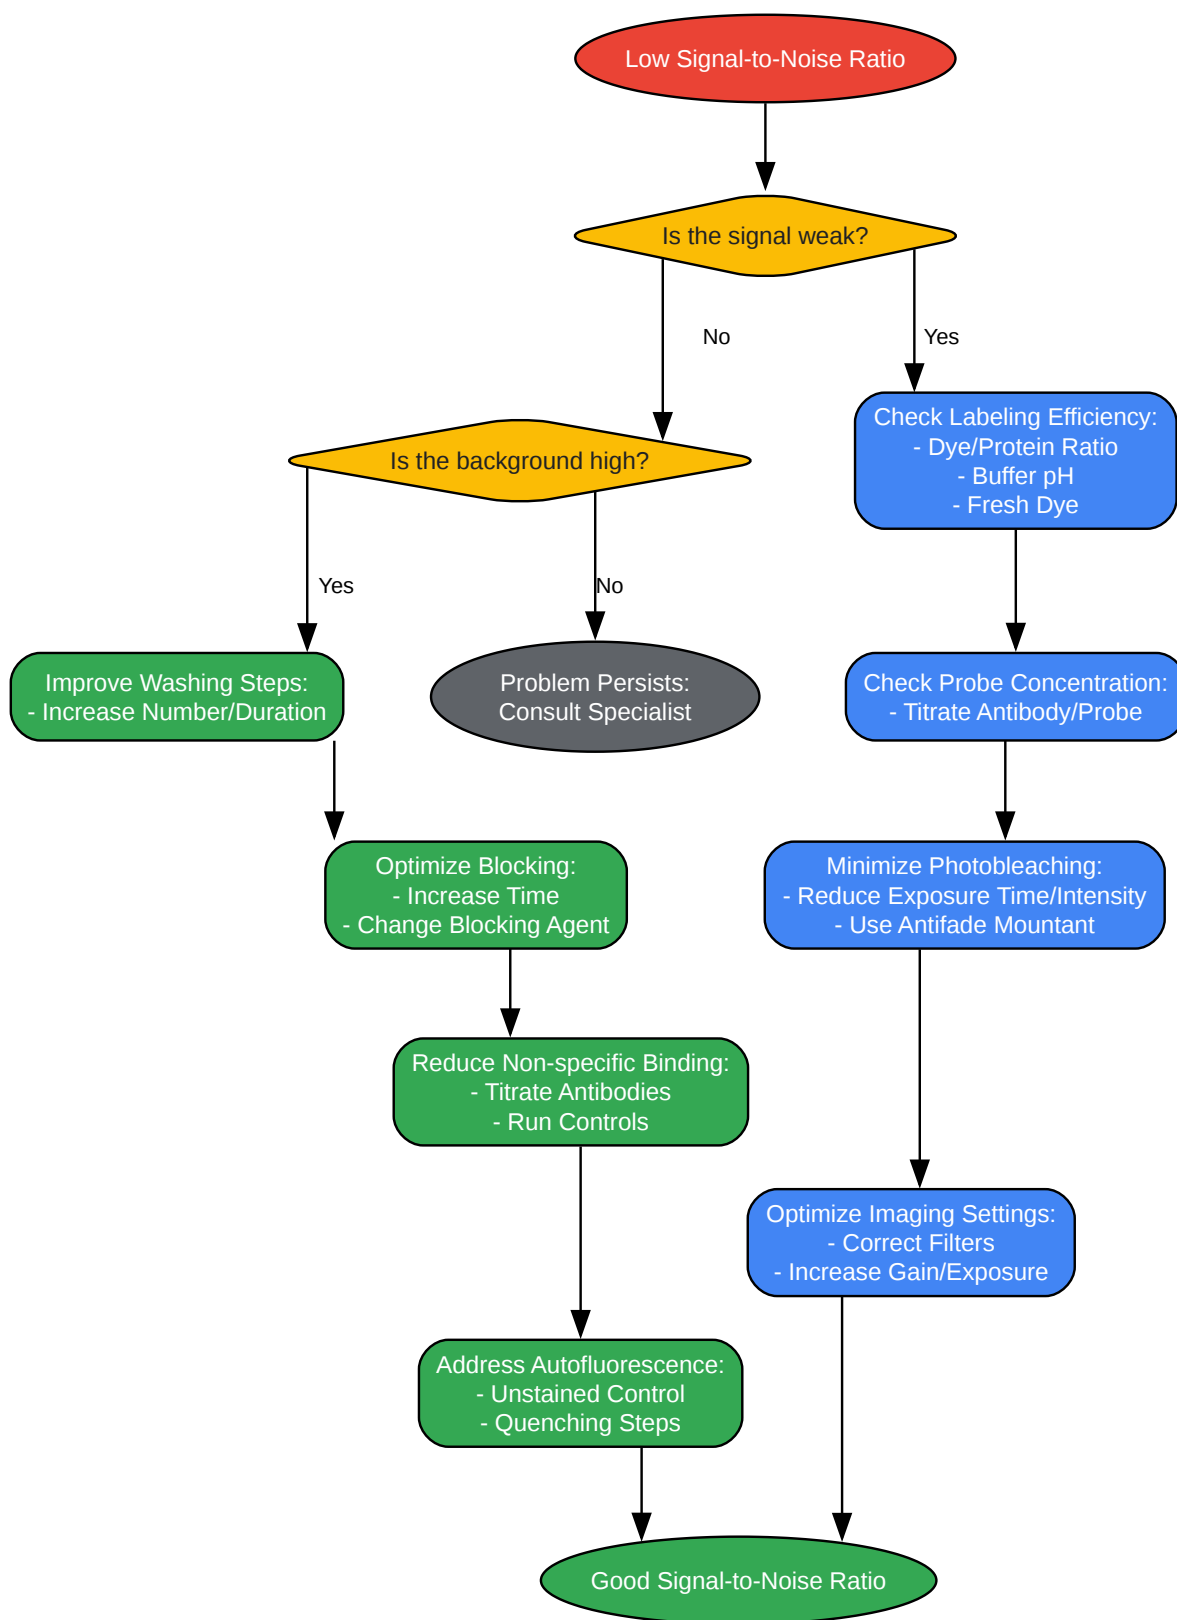 Low Signal-to-Noise Ratio
Is the signal weak?
No
Yes
Is the background high?
Check Labeling Efficiency:
- Dye/Protein Ratio
- Buffer pH
- Fresh Dye
Yes
No
Improve Washing Steps:
- Increase Number/Duration
Problem Persists:
Consult Specialist
Check Probe Concentration:
- Titrate Antibody/Probe
Optimize Blocking:
- Increase Time
- Change Blocking Agent
Minimize Photobleaching:
- Reduce Exposure Time/Intensity
- Use Antifade Mountant
Reduce Non-specific Binding:
- Titrate Antibodies
- Run Controls
Optimize Imaging Settings:
- Correct Filters
- Increase Gain/Exposure
Address Autofluorescence:
- Unstained Control
- Quenching Steps
Good Signal-to-Noise Ratio